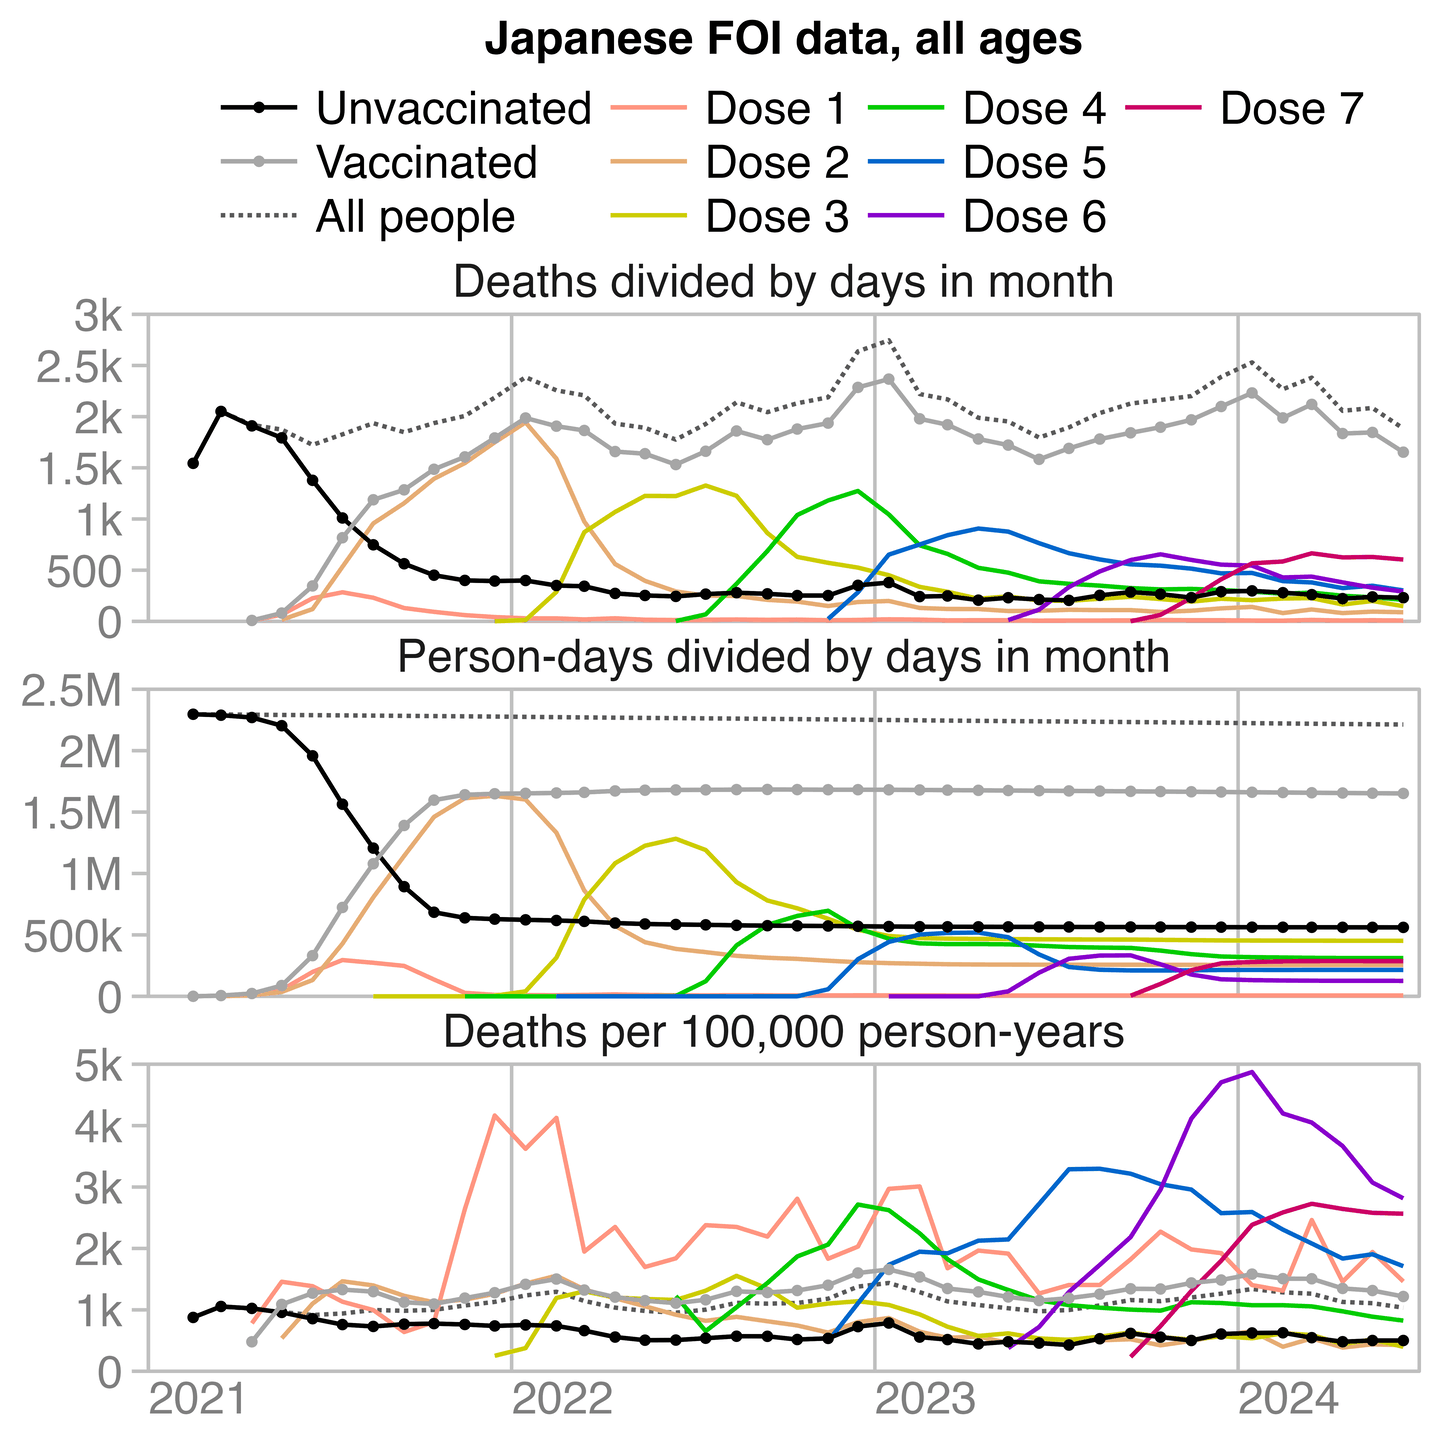 Japanese FOI data, all ages
Unvaccinated Dose 1 Dose 4 Dose 7
Vaccinated Dose 2 Dose 5
All people Dose 3 Dose 6
Deaths divided by days in month
3k
2.5k
2k
1.5k
1k
500
0
Person-days divided by days in month
2.5M
2M
1.5M
1M
500k
0
Deaths per 100,000 person-years
5k
4k
3k
2k
1k
0
2021 2022 2023 2024